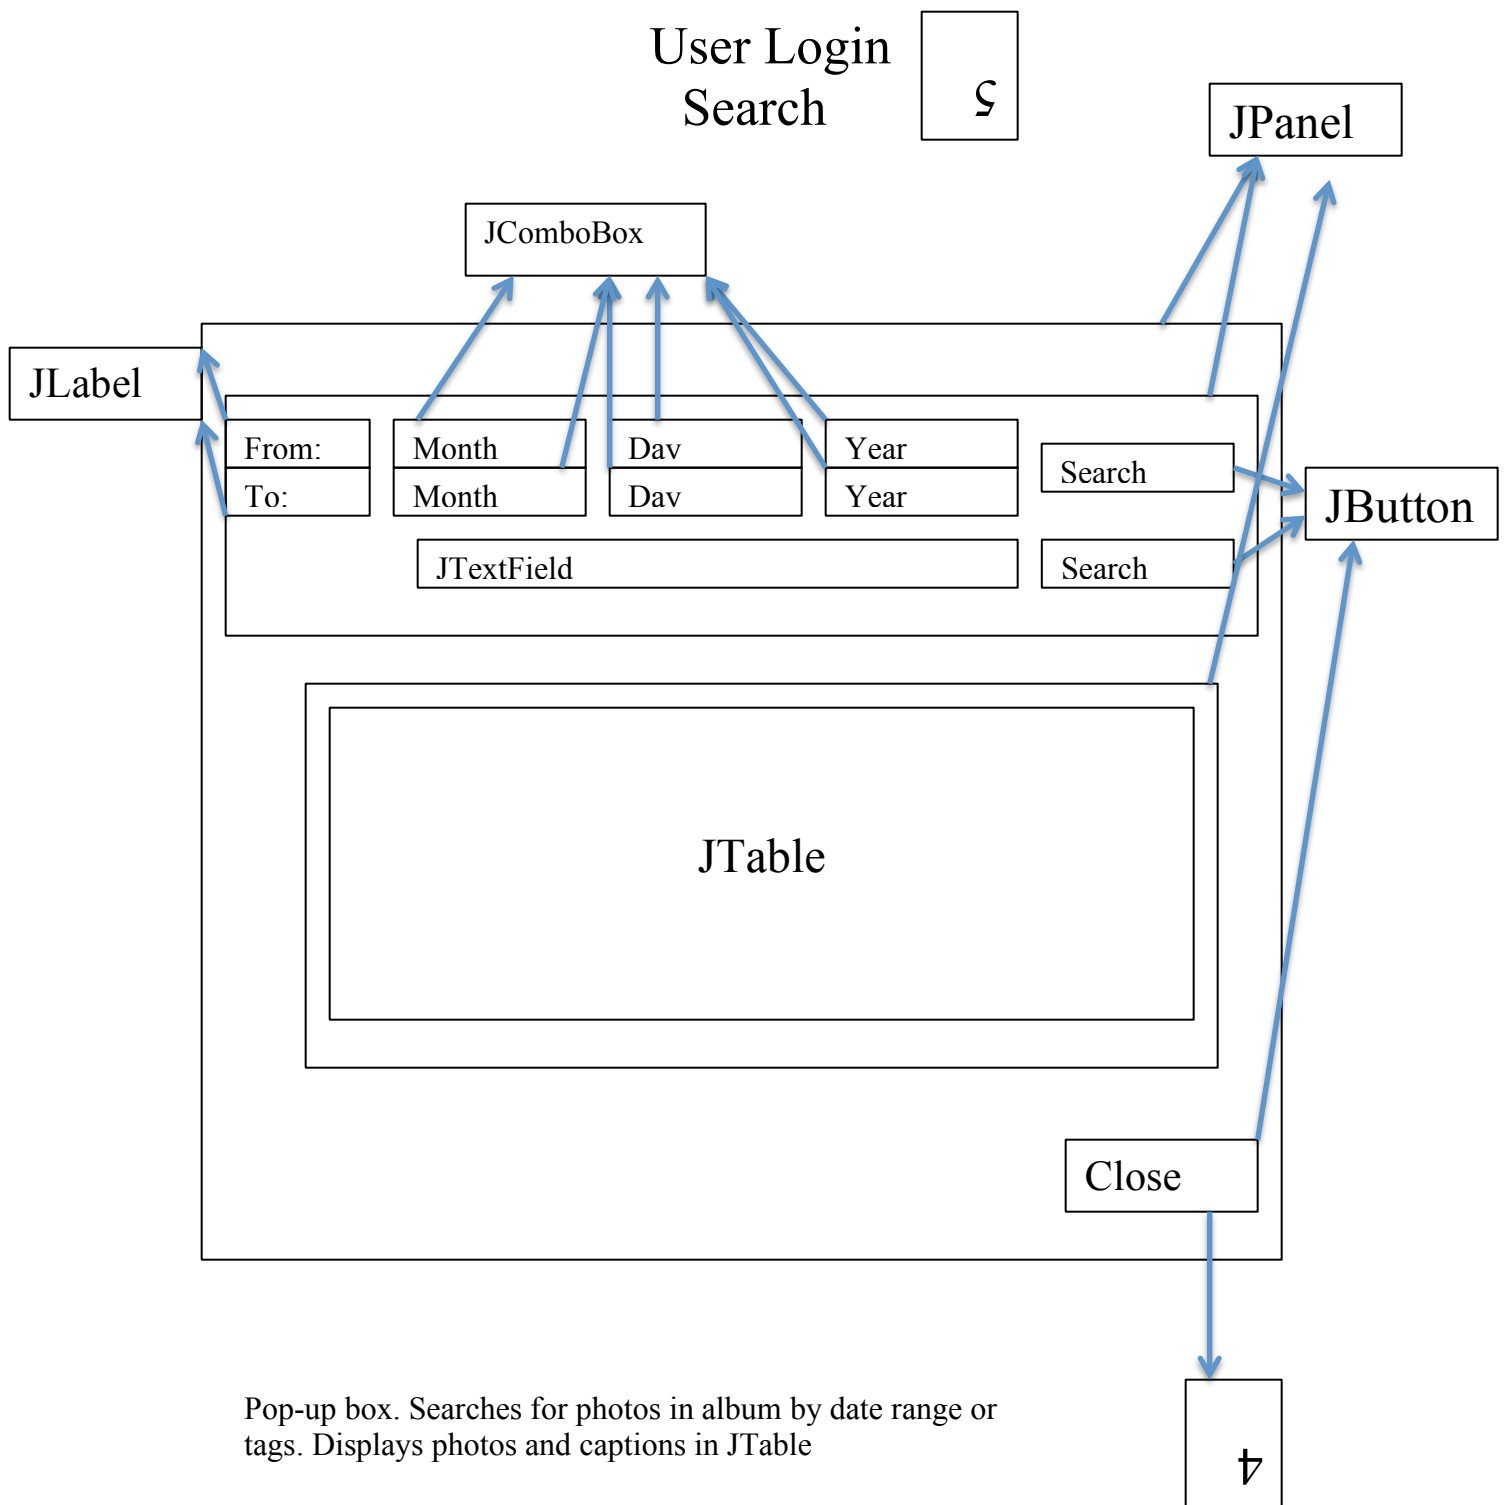 User Login
Search
5
JPanel
JComboBox
JLabel
From:
Month
Dav
Year
Search
To:
Month
Dav
Year
JButton
JTextField
Search
JTable
Close
Pop-up box. Searches for photos in album by date range or
tags. Displays photos and captions in JTable
4